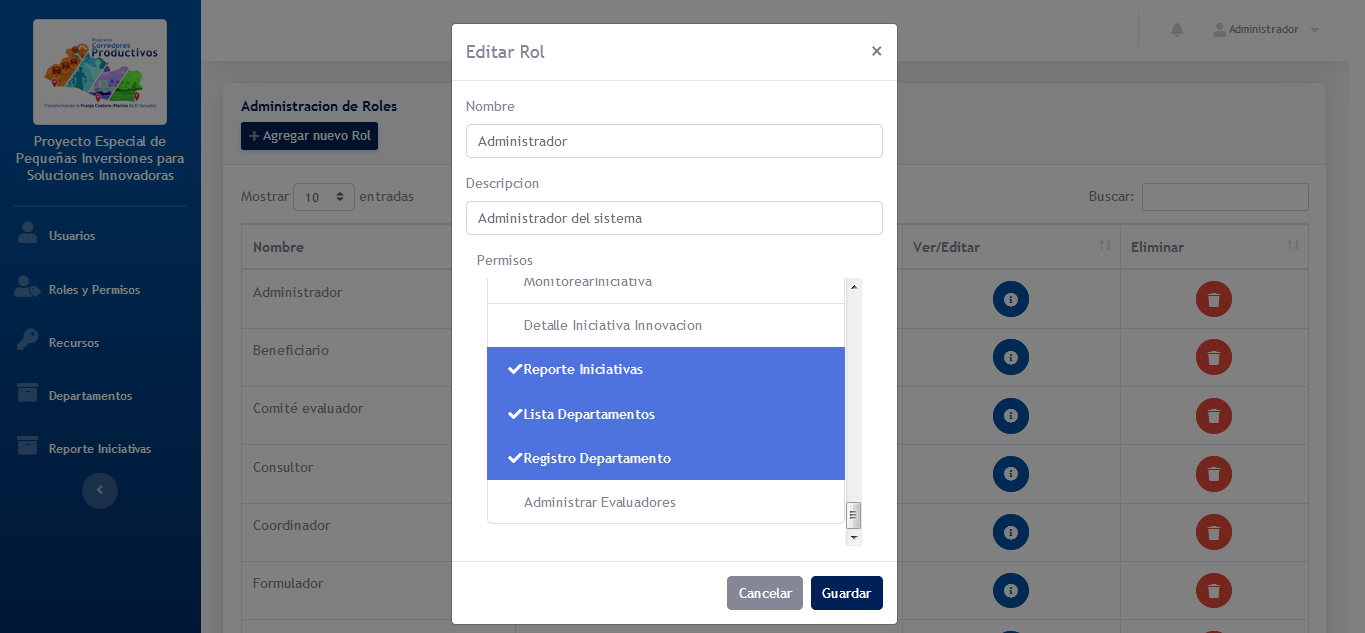 Programa
Corredores
Productivos
Transformando la Franja Costero-Marina de El Salvador
Proyecto Especial de
Pequeñas Inversiones para
Soluciones Innovadoras
Usuarios
Roles y Permisos
Recursos
Departamentos
Reporte Iniciativas
Administrador
Administracion de Roles
+ Agregar nuevo Rol
Mostrar 10 entradas
Buscar:
Nombre
Ver/Editar
Eliminar
Administrador
Beneficiario
Comité evaluador
Consultor
Coordinador
Formulador
Editar Rol
×
Nombre
Administrador
Descripcion
Administrador del sistema
Permisos
MonitorearIniciativa
Detalle Iniciativa Innovacion
Reporte Iniciativas
Lista Departamentos
Registro Departamento
Administrar Evaluadores
Cancelar
Guardar